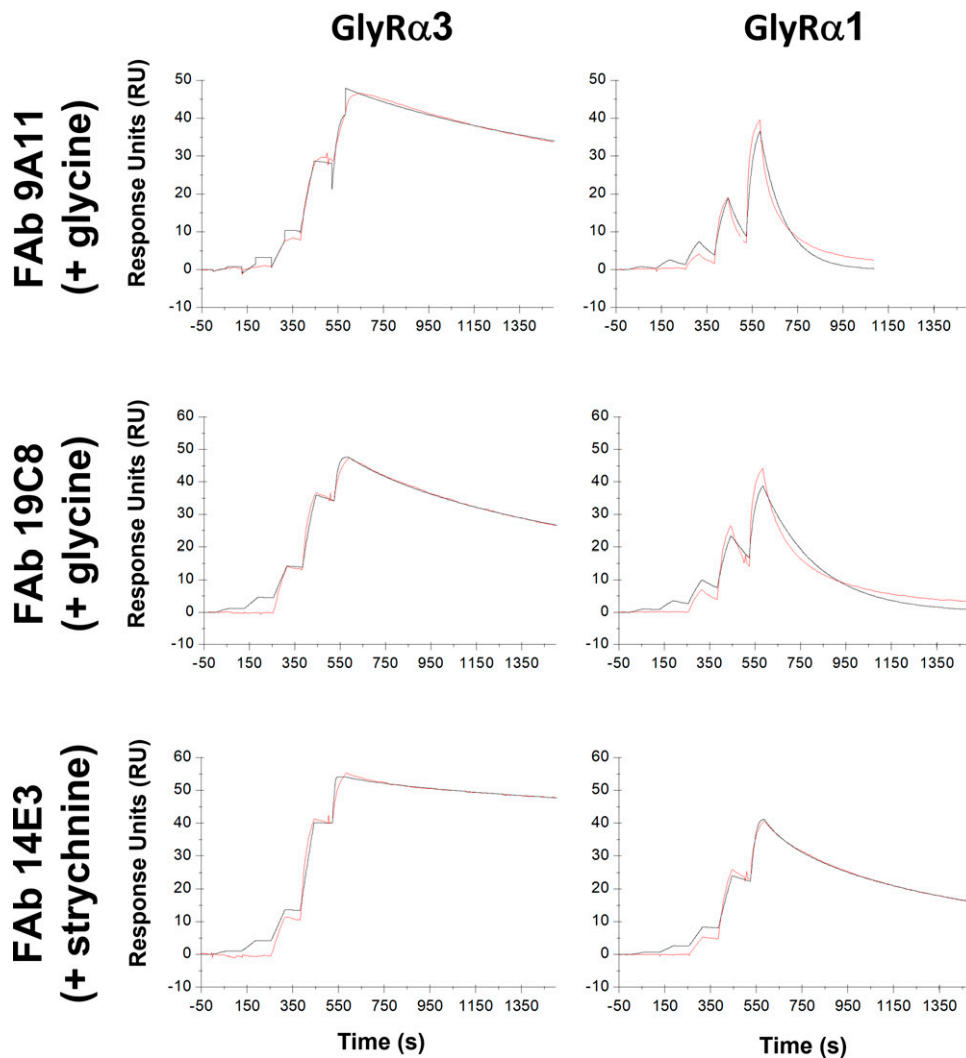 GlyRα3 GlyRα1
FAb 9A11
(+ glycine)
Response Units (RU)
50
40
30
20
10
0
-10
-50 150 350 550 750 950 1150 1350
Response Units (RU)
50
40
30
20
10
0
-10
-50 150 350 550 750 950 1150 1350
FAb 19C8
(+ glycine)
Response Units (RU)
60
50
40
30
20
10
0
-10
-50 150 350 550 750 950 1150 1350
Response Units (RU)
60
50
40
30
20
10
0
-10
-50 150 350 550 750 950 1150 1350
FAb 14E3
(+ strychnine)
Response Units (RU)
60
50
40
30
20
10
0
-10
-50 150 350 550 750 950 1150 1350
Time (s)
Response Units (RU)
60
50
40
30
20
10
0
-10
-50 150 350 550 750 950 1150 1350
Time (s)